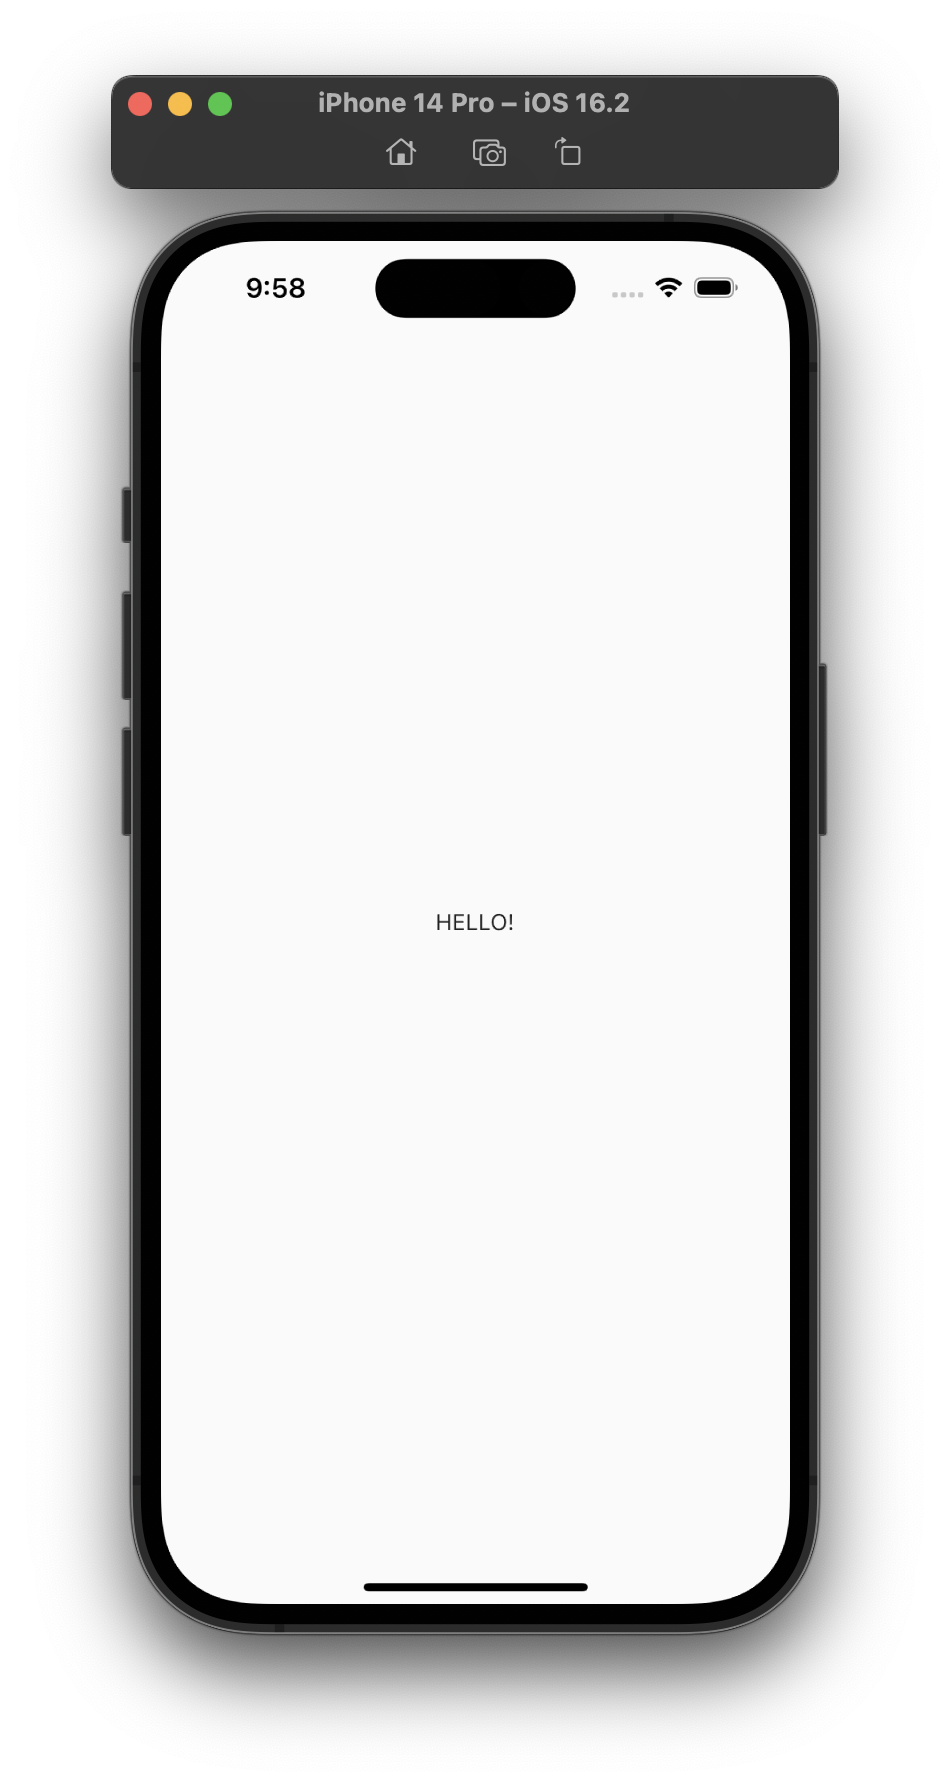 iPhone 14 Pro – iOS 16.2
9:58
HELLO!